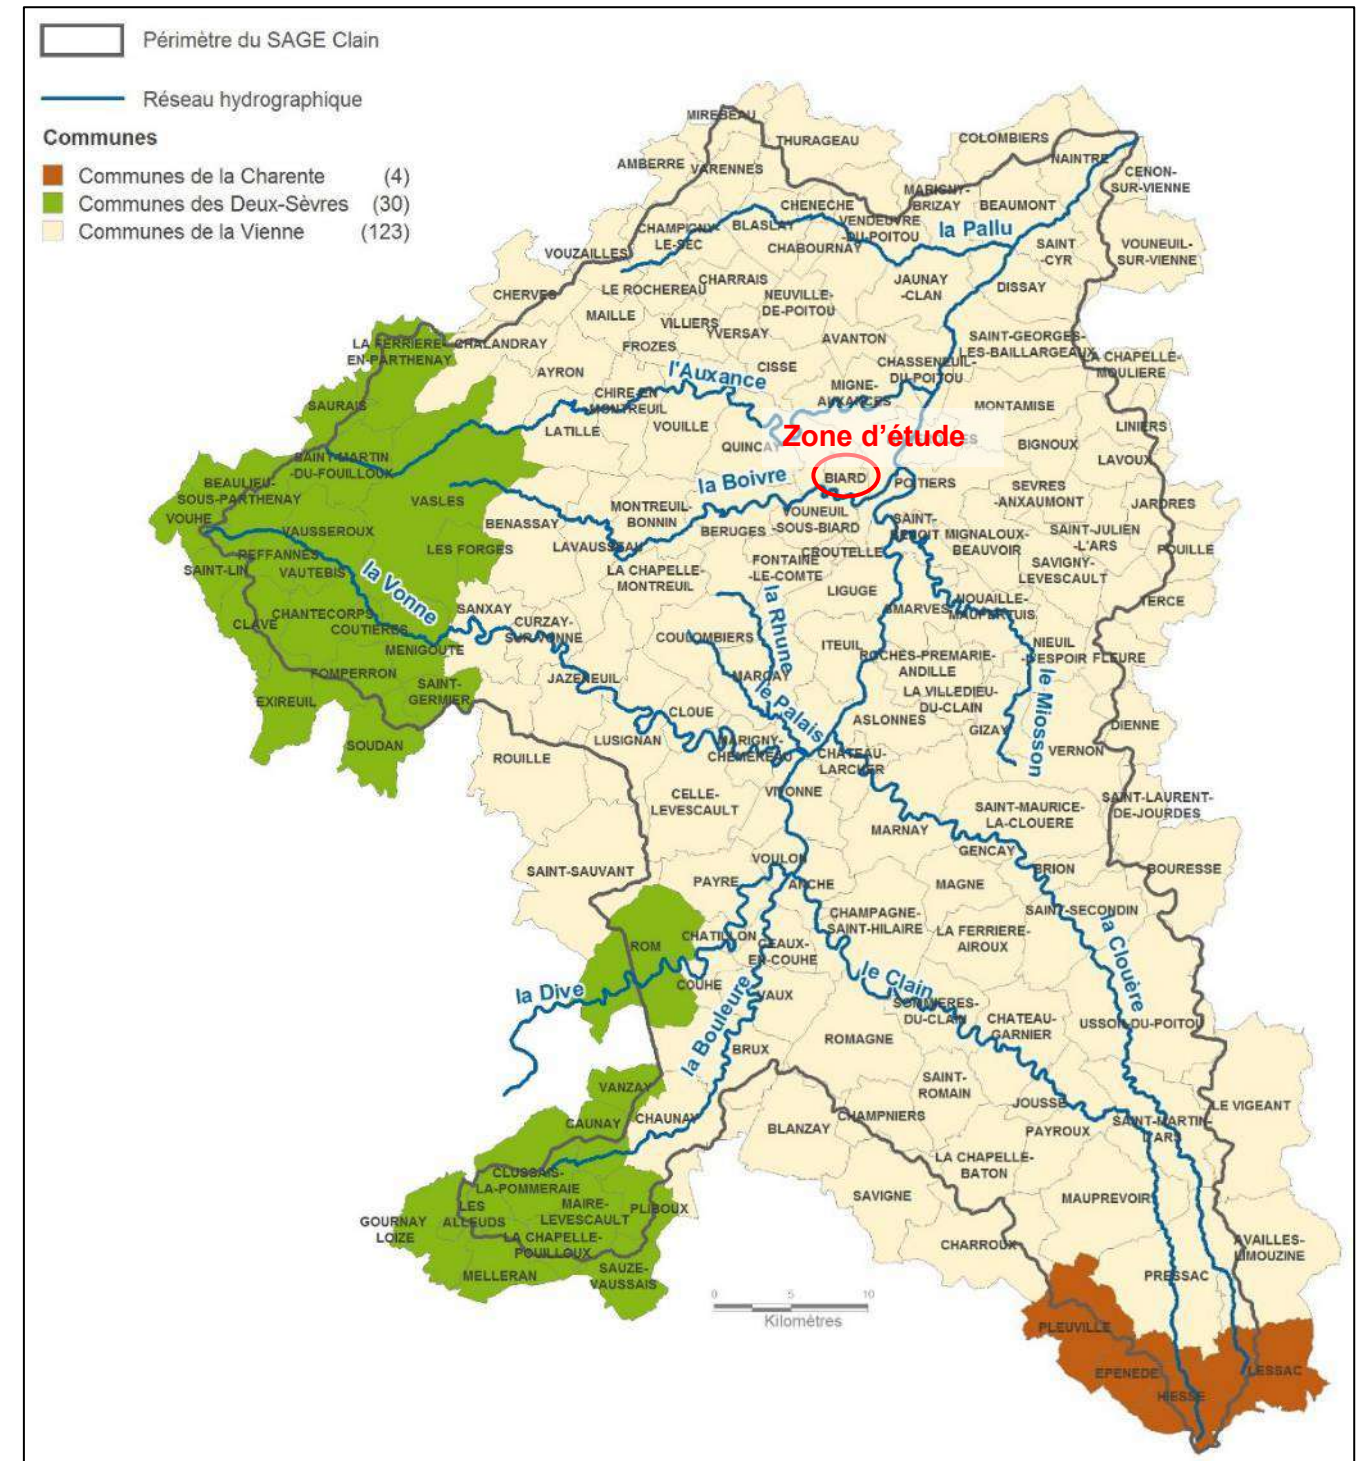 Périmètre du SAGE Clain
Réseau hydrographique
Communes
Communes de la Charente (4)
Communes des Deux-Sèvres (30)
Communes de la Vienne (123)
MIREBEAU
THURAGEAU
COLOMBIERS
NAINTRE
AMBERRE
VARENNES
CENON-
SUR-VIENNE
MARIGNY-
BRIZAY
BEAUMONT
CHENECHE
CHAMPIGNY-
LE-SEC
BLASLAY
VENDEUVRE
-DU-POITOU
la Pallu
CHABOURNAY
SAINT
-CYR
VOUNEUIL-
SUR-VIENNE
VOUZAILLES
CHERVES
LE ROCHEREAU
CHARRAIS
JAUNAY
-CLAN
DISSAY
NEUVILLE-
DE-POITOU
MAILLE
VILLIERS
YVERSAY
AVANTON
SAINT-GEORGES-
LES-BAILLARGEAUX
LA FERRIERE-
EN-PARTHENAY
CHALANDRAY
FROZES
CISSE
CHASSENEUIL-
DU-POITOU
LA CHAPELLE-
MOULIERE
AYRON
l'Auxance
MIGNE-
AUXANCES
CHIRE-EN
-MONTREUIL
SAURAIS
MONTAMISE
LATILLE
VOUILLE
LINIERS
QUINCAY
Zone d'étude
BIGNOUX
LAVOUX
SAINT-MARTIN
-DU-FOUILLOUX
BEAULIEU-
SOUS-PARTHENAY
VASLES
la Boivre
BIARD
POITIERS
SEVRES
-ANXAUMONT
JARDRES
VOUHE
MONTREUIL-
BONNIN
VOUNEUIL
-SOUS-BIARD
VAUSSEROUX
BENASSAY
BERUGES
SAINT-
BENOIT
MIGNALOUX-
BEAUVOIR
SAINT-JULIEN
-L'ARS
REFFANNES
LES FORGES
LAVAUSSEAU
CROUTELLE
POUILLE
SAINT-LIN
VAUTEBIS
LA CHAPELLE-
MONTREUIL
FONTAINE
-LE-COMTE
SAVIGNY-
LEVESCAULT
la Vonne
LIGUGE
TERCE
SANXAY
la Rhune
SMARVES
NOUAILLE-
MAUPERTUIS
CLAVE
CHANTECORPS
COUTIERES
CURZAY-
SUR-VONNE
COULOMBIERS
ITEUIL
NIEUIL
-L'ESPOIR
FLEURE
MENIGOUTE
ROCHES-PREMARIE-
ANDILLE
FOMPERRON
JAZENEUIL
MARCAY
le Miosson
EXIREUIL
SAINT-
GERMIER
LA VILLEDIEU-
DU-CLAIN
CLOUE
le Palais
ASLONNES
GIZAY
DIENNE
SOUDAN
LUSIGNAN
MARIGNY-
CHEMEREAU
VERNON
ROUILLE
CHATEAU-
LARCHER
CELLE-
LEVESCAULT
VIVONNE
SAINT-MAURICE-
LA-CLOUERE
SAINT-LAURENT-
DE-JOURDES
MARNAY
GENCAY
SAINT-SAUVANT
VOULON
BRION
BOURESSE
PAYRE
ANCHE
MAGNE
CHAMPAGNE-
SAINT-HILAIRE
SAINT-SECONDIN
ROM
CHATILLON
CEAUX-
EN-COUHE
LA FERRIERE-
AIROUX
la Clouère
COUHE
le Clain
la Dive
VAUX
SOMMIERES-
DU-CLAIN
CHATEAU-
GARNIER
USSON-DU-POITOU
la Bouleure
BRUX
ROMAGNE
VANZAY
SAINT-
ROMAIN
JOUSSE
LE VIGEANT
CAUNAY
CHAUNAY
BLANZAY
CHAMPNIERS
PAYROUX
SAINT-MARTIN-
L'ARS
CLUSSAIS-
LA-POMMERAIE
LA CHAPELLE-
BATON
LES
ALLEUDS
MAIRE-
LEVESCAULT
PLIBOUX
SAVIGNE
MAUPREVOIR
GOURNAY
LOIZE
LA CHAPELLE-
POUILLOUX
CHARROUX
AVAILLES-
LIMOUZINE
MELLERAN
SAUZE-
VAUSSAIS
PRESSAC
0 5 10
Kilomètres
PLEUVILLE
EPENEDE
LESSAC
HIESSE